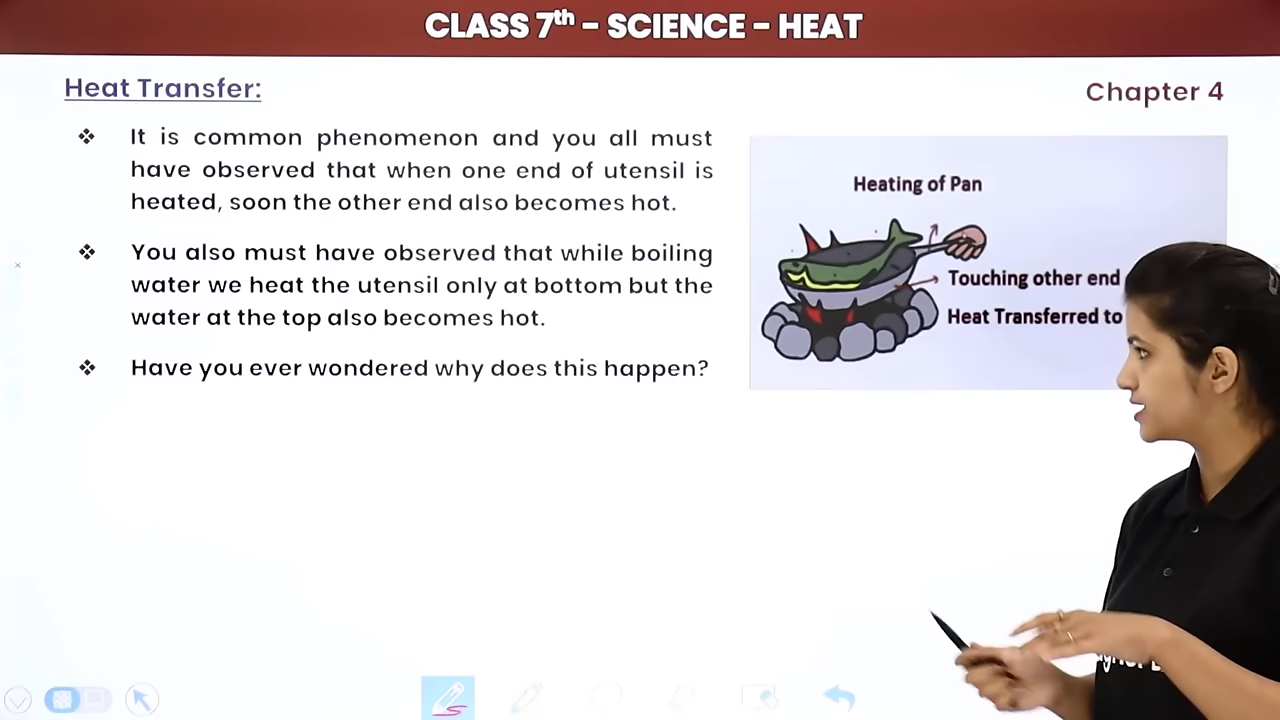 CLASS 7th - SCIENCE - HEAT
Heat Transfer:
Chapter 4
❖ It is common phenomenon and you all must
have observed that when one end of utensil is
heated, soon the other end also becomes hot.
❖ You also must have observed that while boiling
water we heat the utensil only at bottom but the
water at the top also becomes hot.
❖ Have you ever wondered why does this happen?
Heating of Pan
Touching other end
Heat Transferred to